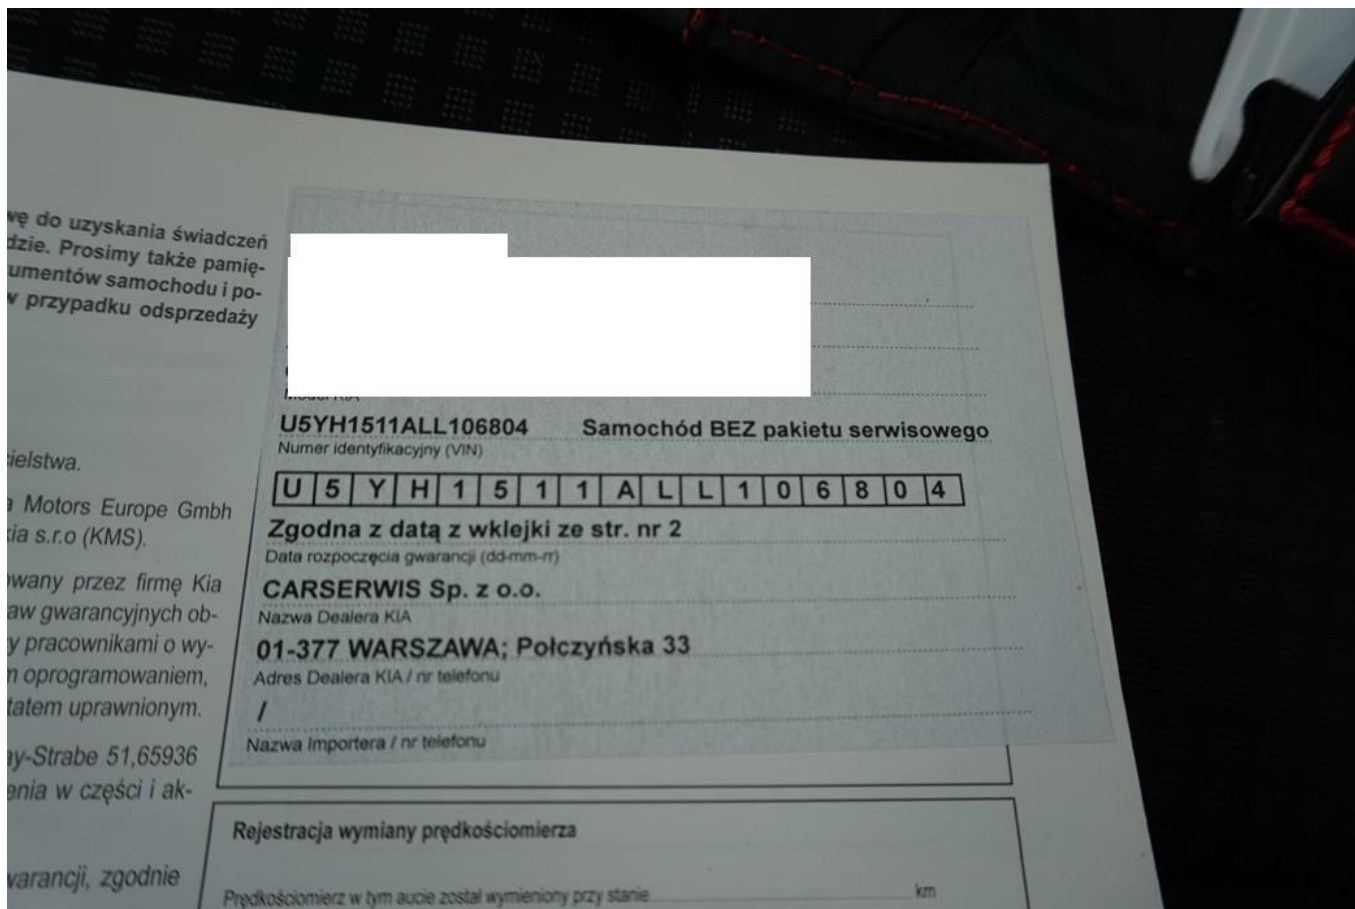 wę do uzyskania świadczeń
dzie. Prosimy także pamię-
umentów samochodu i po-
w przypadku odsprzedaży
ielstwa.
Motors Europe Gmbh
kia s.r.o (KMS).
owany przez firmę Kia
aw gwarancyjnych ob-
y pracownikami o wy-
m oprogramowaniem,
tatem uprawnionym.
ay-Strabe 51,65936
enia w części i ak-
warancji, zgodnie
U5YH1511ALL106804 Samochód BEZ pakietu serwisowego
Numer identyfikacyjny (VIN)
U 5 Y H 1 5 1 1 A L L 1 0 6 8 0 4
Zgodna z datą z wklejki ze str. nr 2
Data rozpoczęcia gwarancji (dd-mm-rr)
CARSERWIS Sp. z o.o.
Nazwa Dealera KIA
01-377 WARSZAWA; Połczyńska 33
Adres Dealera KIA / nr telefonu
/
Nazwa Importera / nr telefonu
Rejestracja wymiany prędkościomierza
Prędkościomierz w tym aucie został wymieniony przy stanie km